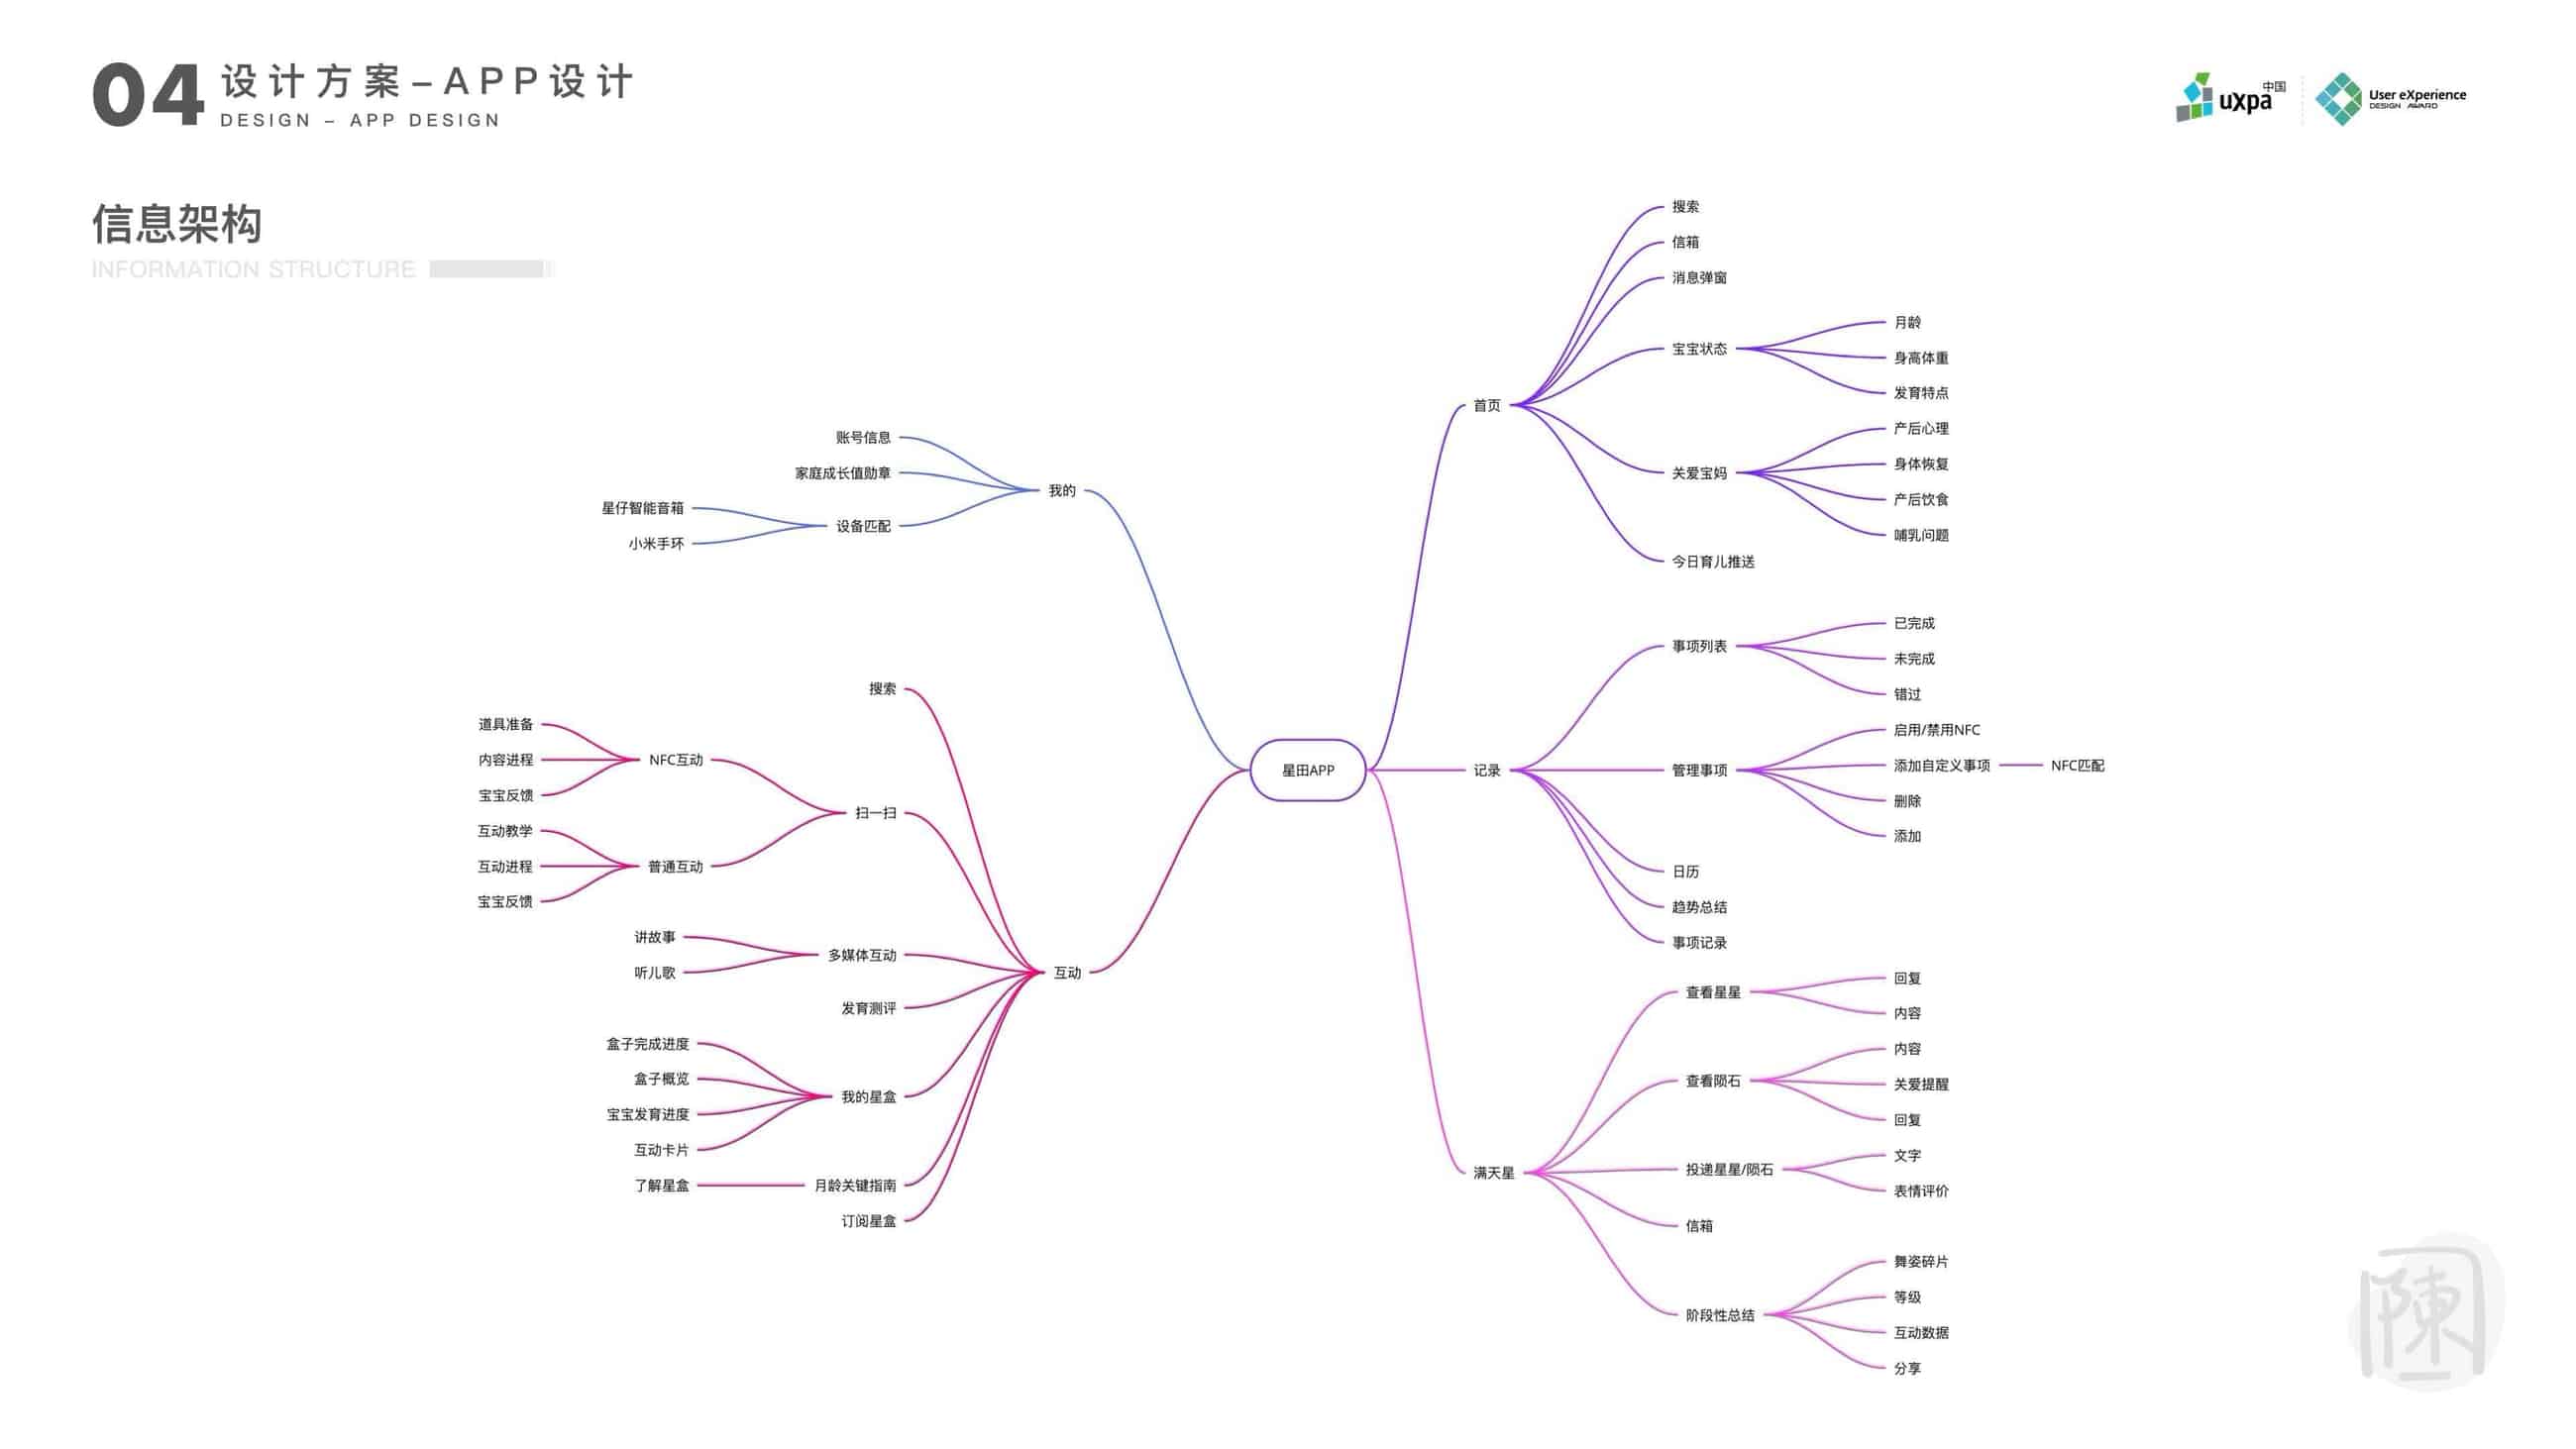 04 设计方案–APP设计
DESIGN – APP DESIGN
uxpa中国
User eXperience
DESIGN AWARD
信息架构
INFORMATION STRUCTURE
星田APP
我的
账号信息
家庭成长值勋章
设备匹配
星仔智能音箱
小米手环
互动
搜索
扫一扫
NFC互动
道具准备
内容进程
宝宝反馈
普通互动
互动教学
互动进程
宝宝反馈
多媒体互动
讲故事
听儿歌
发育测评
我的星盒
盒子完成进度
盒子概览
宝宝发育进度
互动卡片
月龄关键指南
了解星盒
订阅星盒
首页
搜索
信箱
消息弹窗
宝宝状态
月龄
身高体重
发育特点
关爱宝妈
产后心理
身体恢复
产后饮食
哺乳问题
今日育儿推送
记录
事项列表
已完成
未完成
错过
管理事项
启用/禁用NFC
添加自定义事项
NFC匹配
删除
添加
日历
趋势总结
事项记录
满天星
查看星星
回复
内容
查看陨石
内容
关爱提醒
回复
投递星星/陨石
文字
表情评价
信箱
阶段性总结
舞姿碎片
等级
互动数据
分享
陳